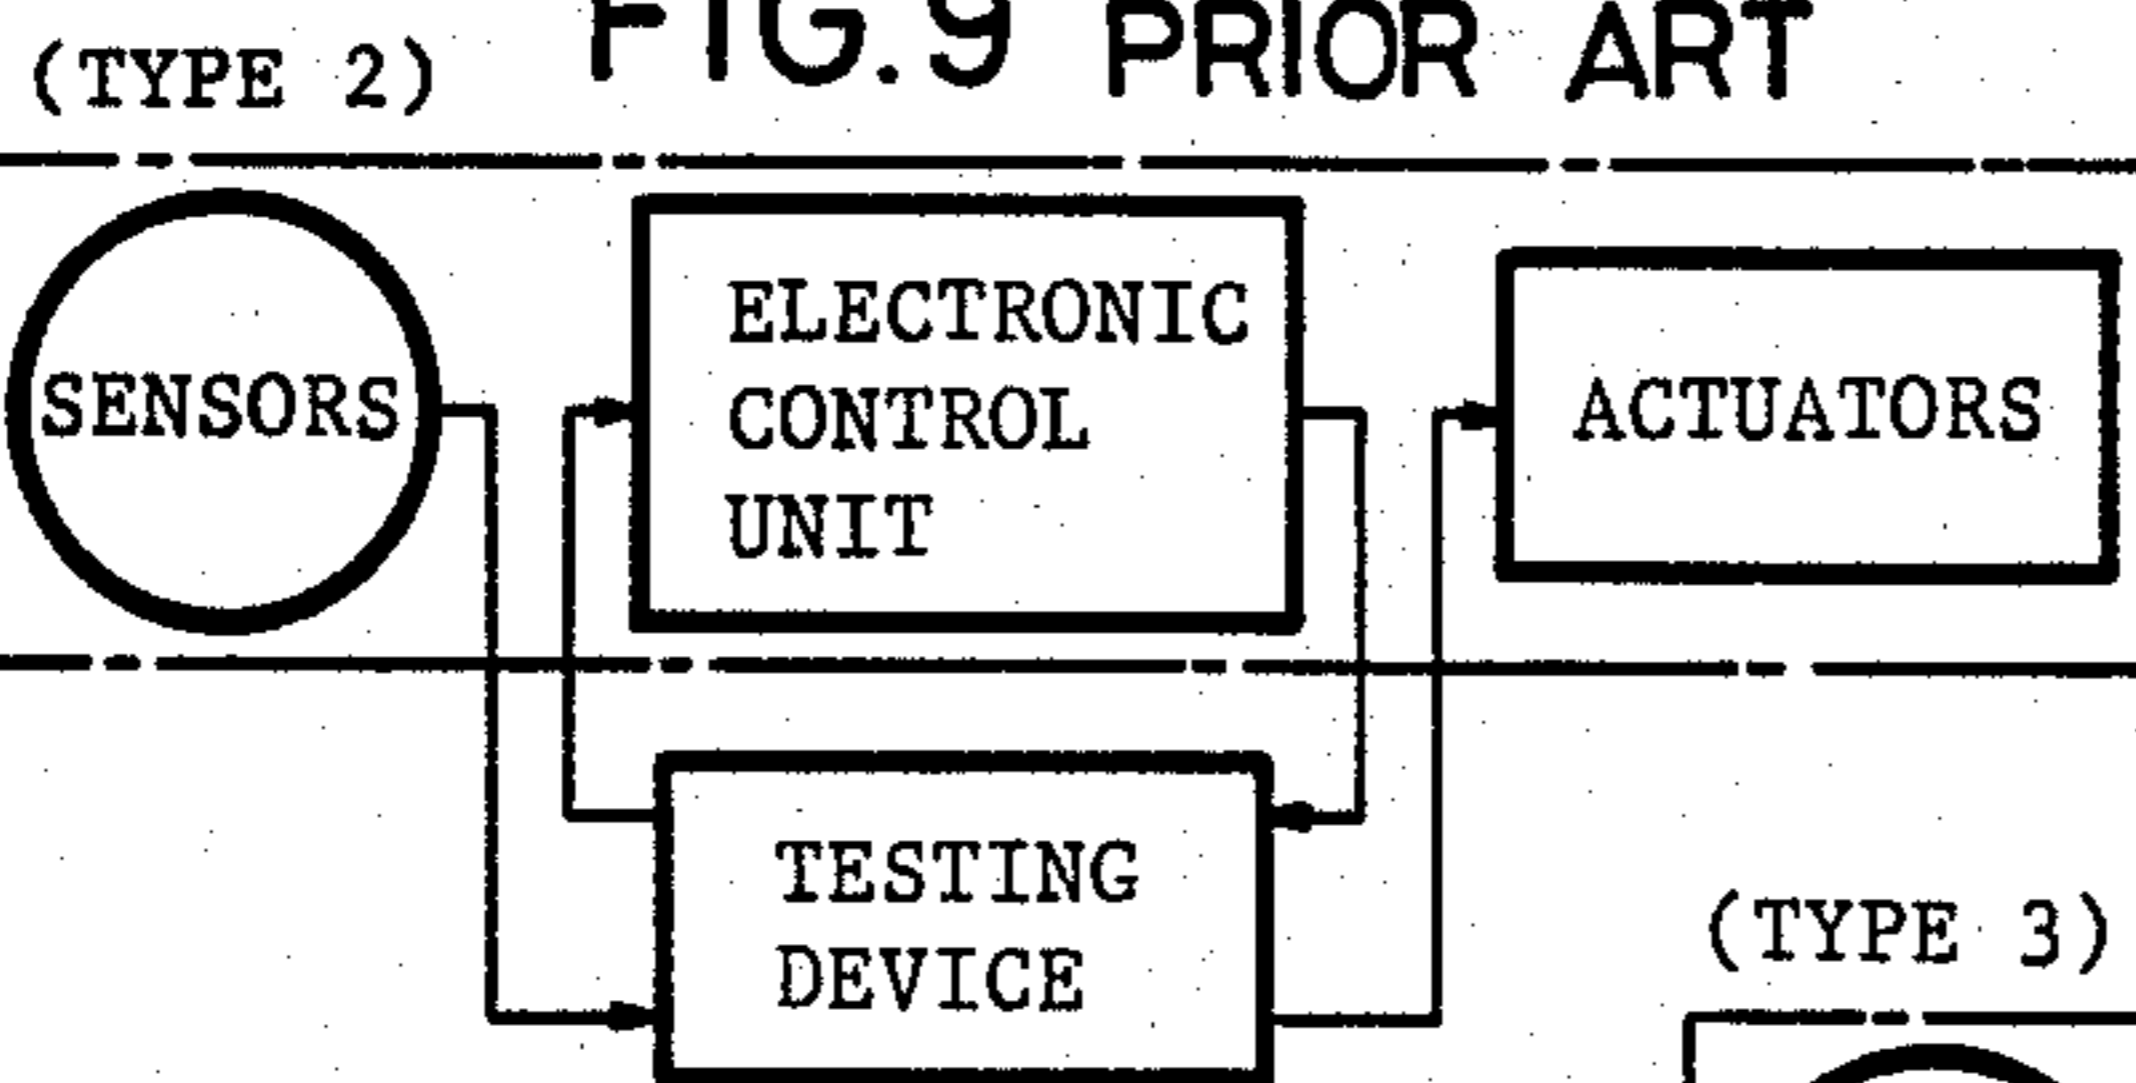 (TYPE 2)
FIG.9 PRIOR ART
SENSORS
ELECTRONIC
CONTROL
UNIT
ACTUATORS
TESTING
DEVICE
(TYPE 3)